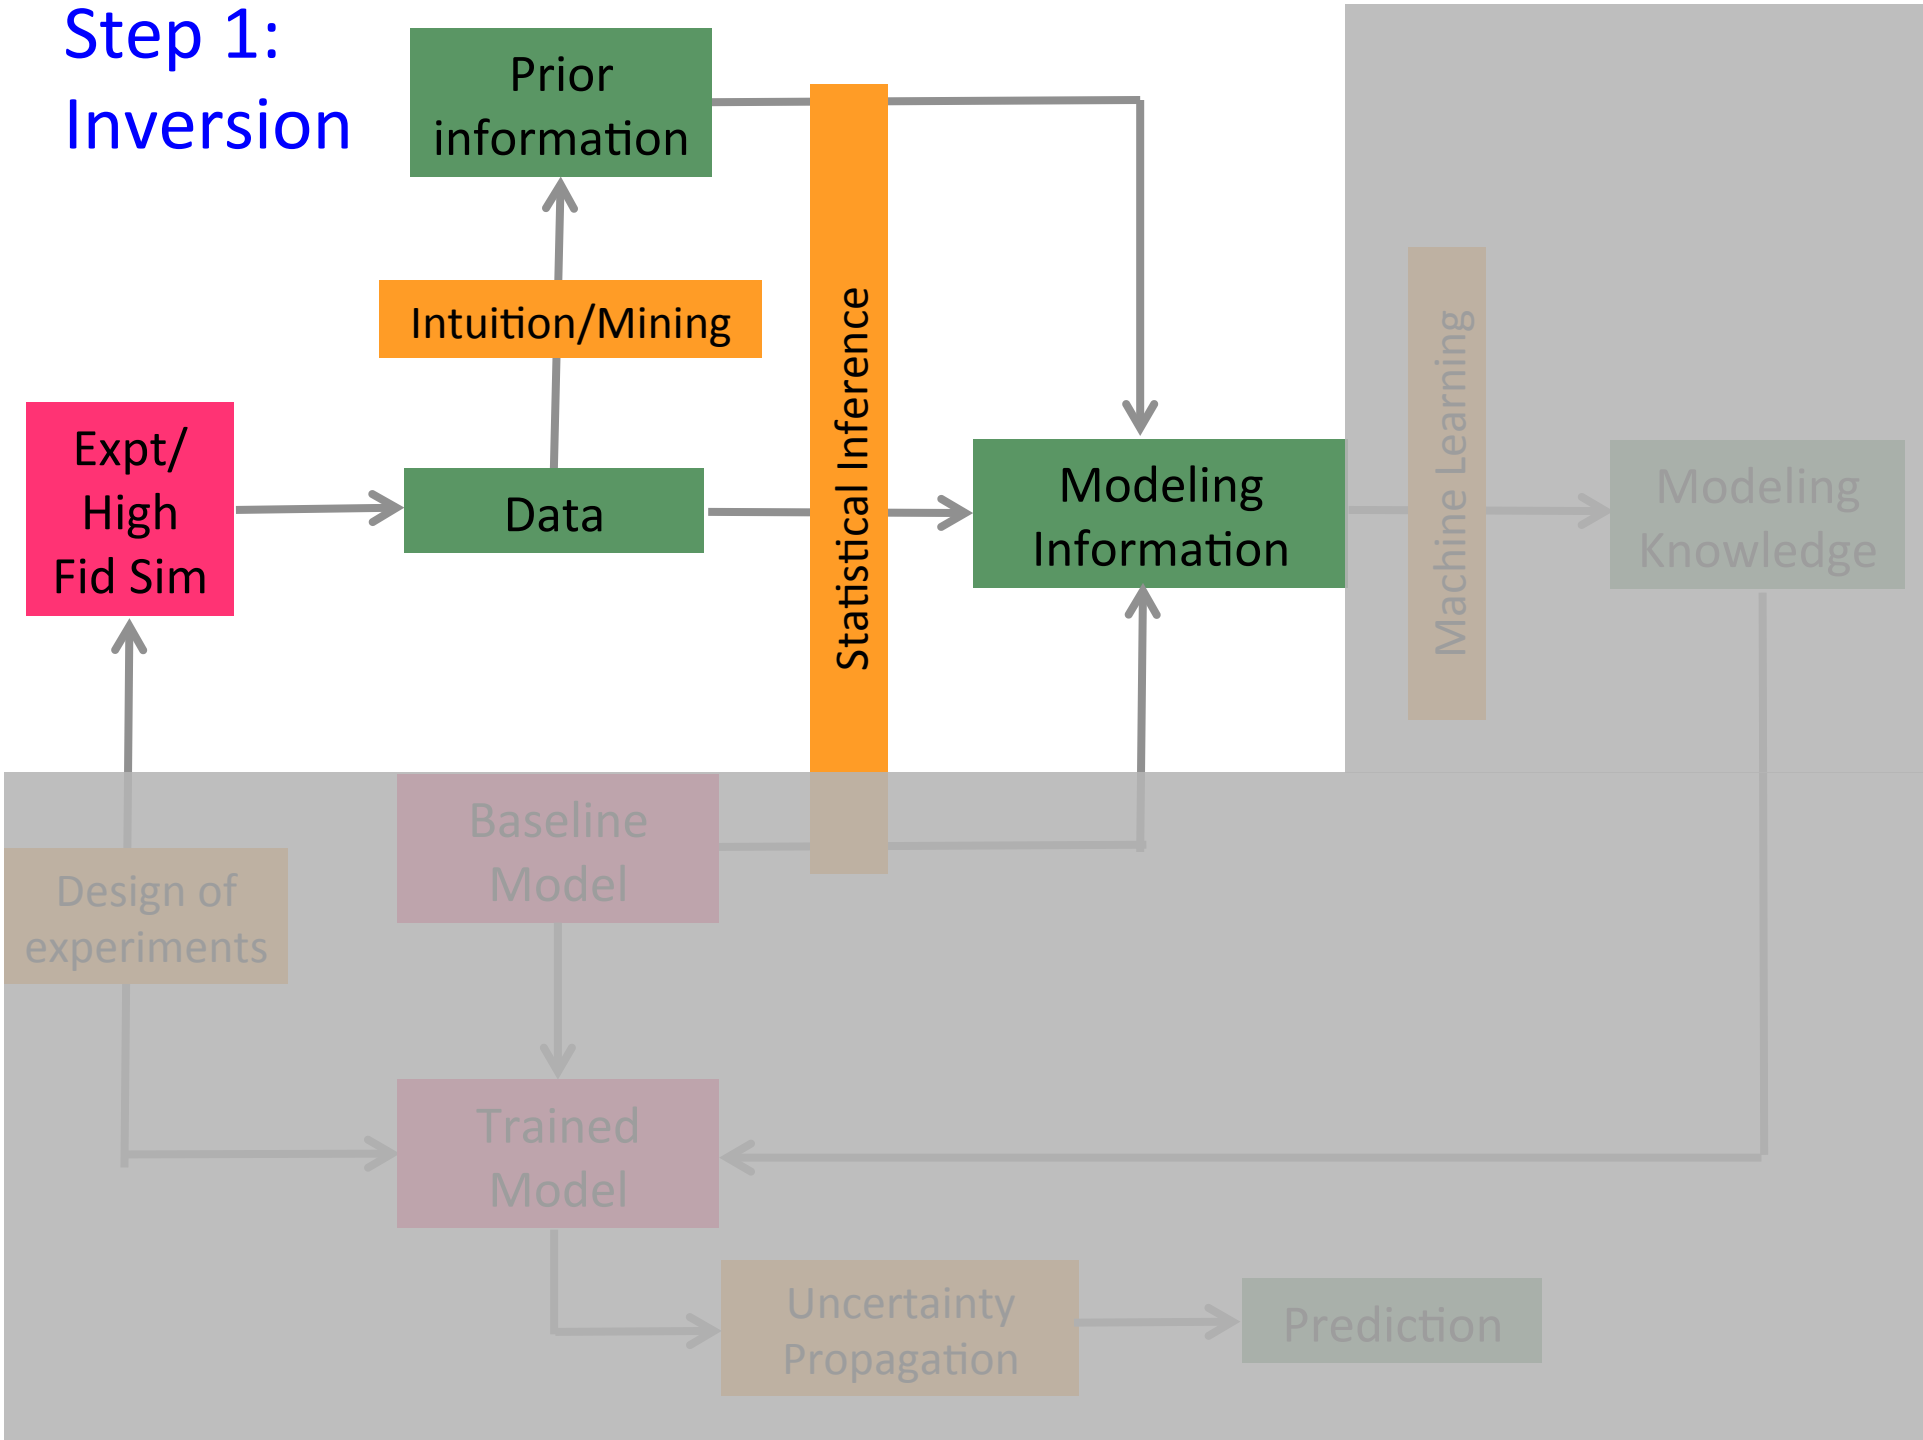 Step 1:
Inversion
Prior
information
Intuition/Mining
Expt/
High
Fid Sim
Data
Statistical Inference
Modeling
Information
Machine Learning
Modeling
Knowledge
Baseline
Model
Design of
experiments
Trained
Model
Uncertainty
Propagation
Prediction